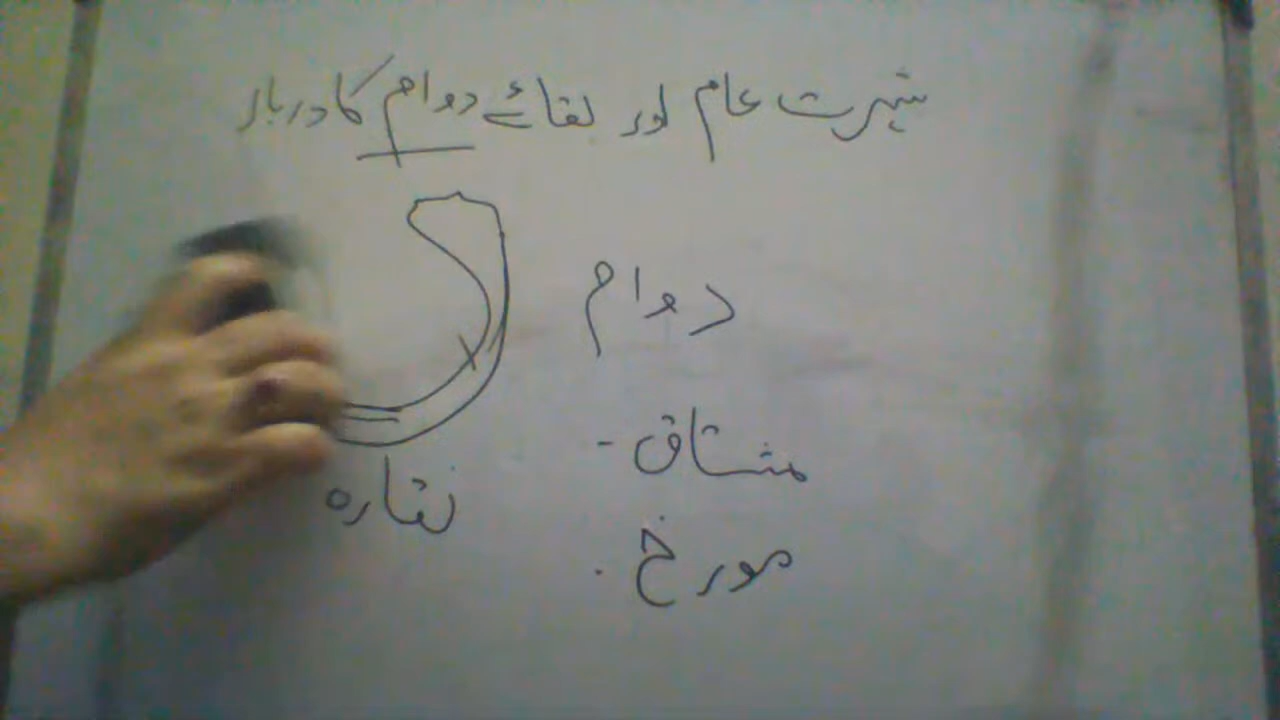 شہرت عام اور بقائے دوام کا دربار
دوام
مشتاق -
نقارہ
مورخ .